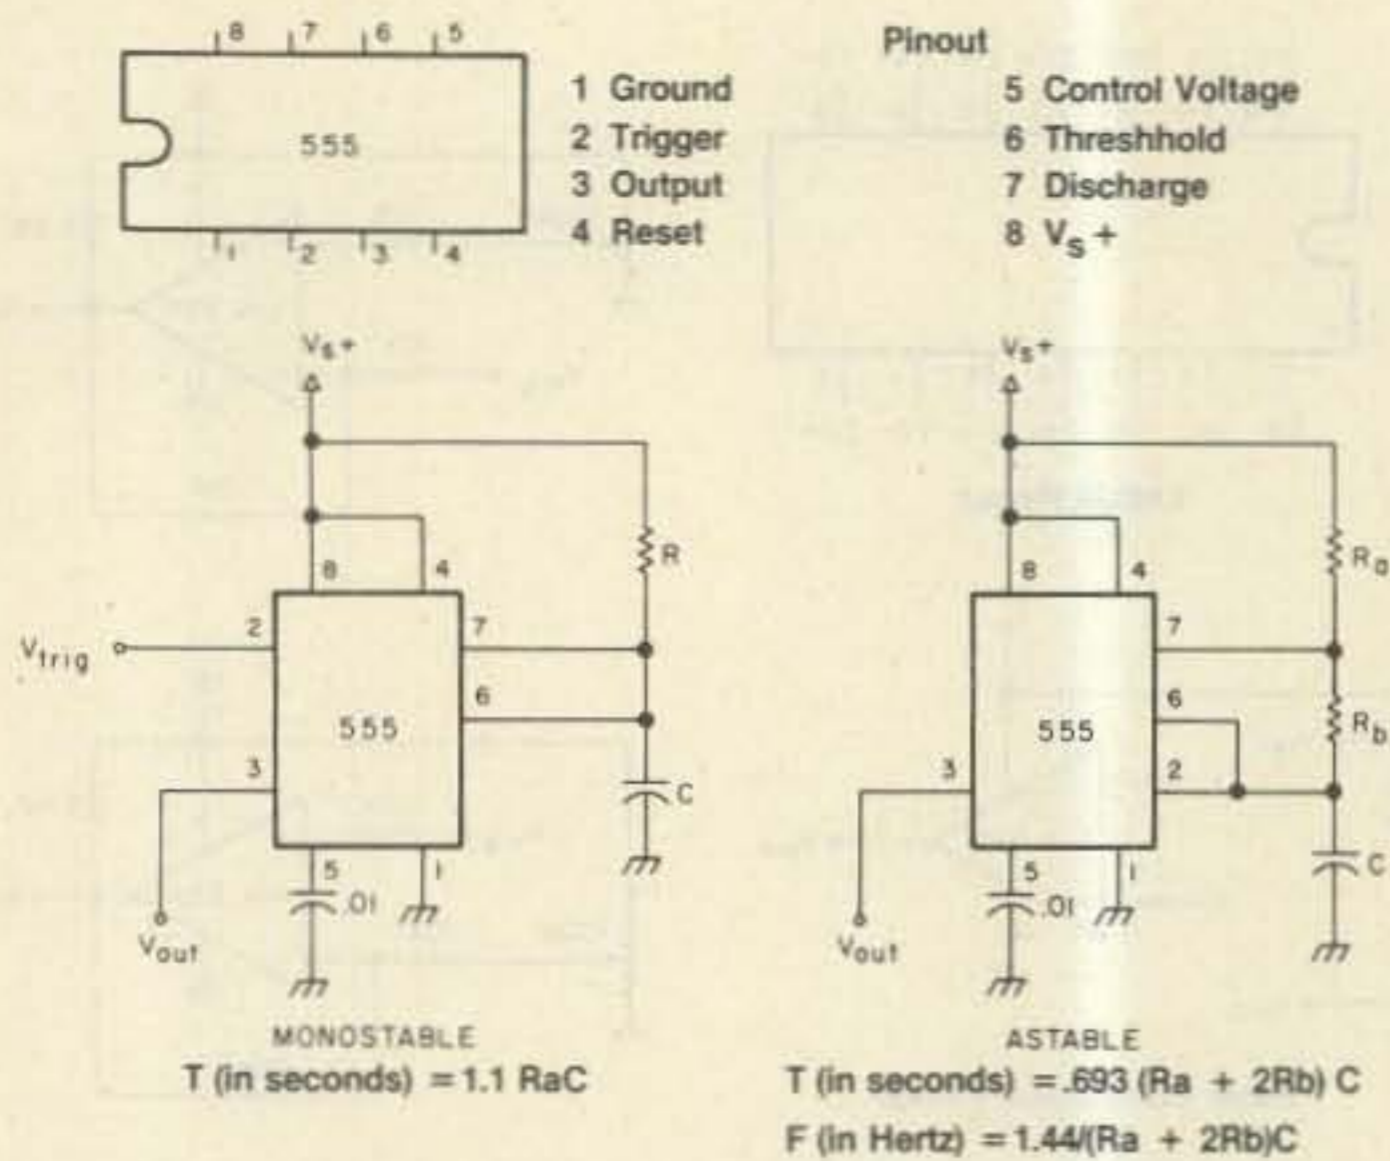 Pinout
8 7 6 5
555
1 2 3 4
1 Ground
2 Trigger
3 Output
4 Reset
5 Control Voltage
6 Threshhold
7 Discharge
8 Vs +
Vs+
8 4
R
Vtrig
2 7
6
555
3
C
5 1
.01
Vout
MONOSTABLE
T (in seconds) = 1.1 RaC
Vs+
8 4
Ra
7
6
Rb
555
3 2
C
5 1
.01
Vout
ASTABLE
T (in seconds) = .693 (Ra + 2Rb) C
F (in Hertz) = 1.44/(Ra + 2Rb)C